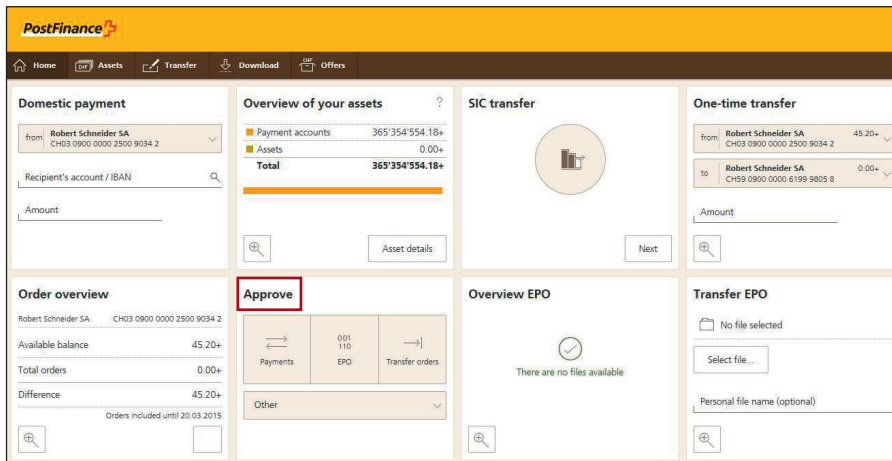 PostFinance
Home Assets Transfer Download Offers
Domestic payment
from Robert Schneider SA
CH03 0900 0000 2500 9034 2
Recipient's account / IBAN
Amount
Overview of your assets ?
Payment accounts 365'354'554.18+
Assets 0.00+
Total 365'354'554.18+
Asset details
SIC transfer
Next
One-time transfer
from Robert Schneider SA 45.20+
CH03 0900 0000 2500 9034 2
to Robert Schneider SA 0.00+
CH59 0900 0000 6199 9805 8
Amount
Order overview
Robert Schneider SA CH03 0900 0000 2500 9034 2
Available balance 45.20+
Total orders 0.00+
Difference 45.20+
Orders included until 20.03.2015
Approve
001
110
Payments EPO Transfer orders
Other
Overview EPO
There are no files available
Transfer EPO
No file selected
Select file...
Personal file name (optional)